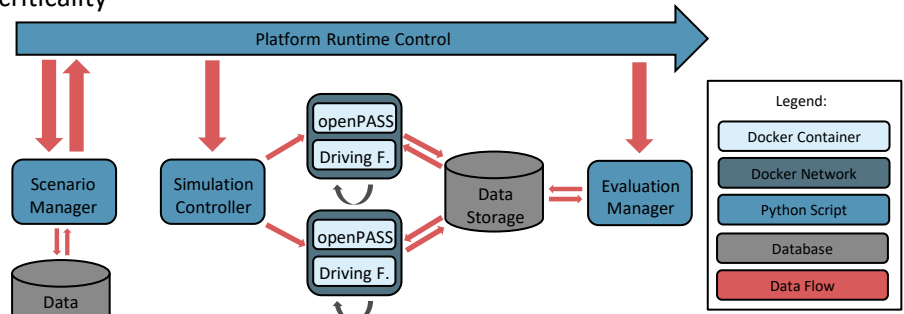 criticality
Platform Runtime Control
Legend:
Docker Container
Docker Network
Python Script
Database
Data Flow
Scenario
Manager
Simulation
Controller
openPASS
Driving F.
openPASS
Driving F.
Data
Storage
Evaluation
Manager
Data